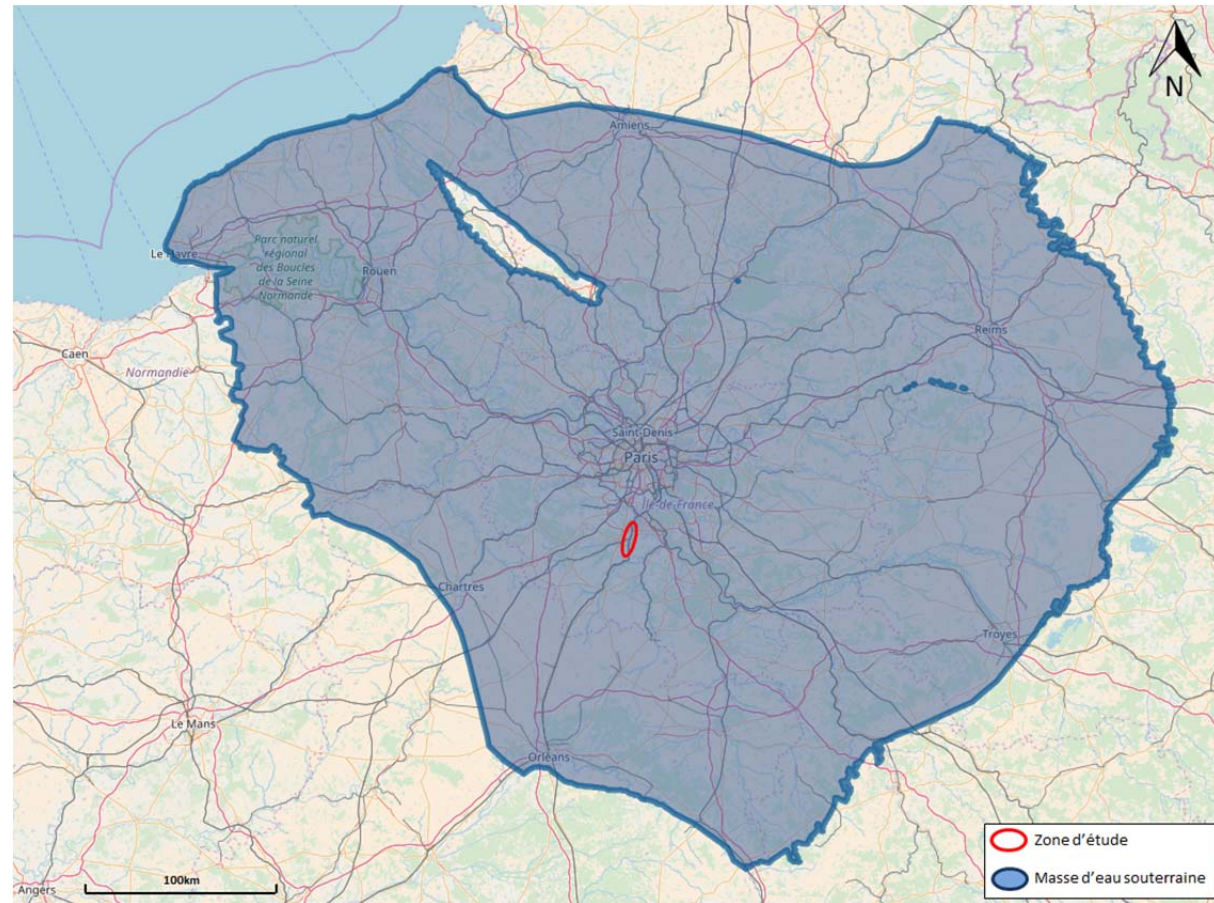 N
Amiens
Le Havre
Parc naturel
régional
des Boucles
de la Seine
Normande
Rouen
Reims
Caen
Normandie
Saint-Denis
Paris
Île-de-France
Chartres
Troyes
Le Mans
Orléans
Angers
100km
Zone d'étude
Masse d'eau souterraine